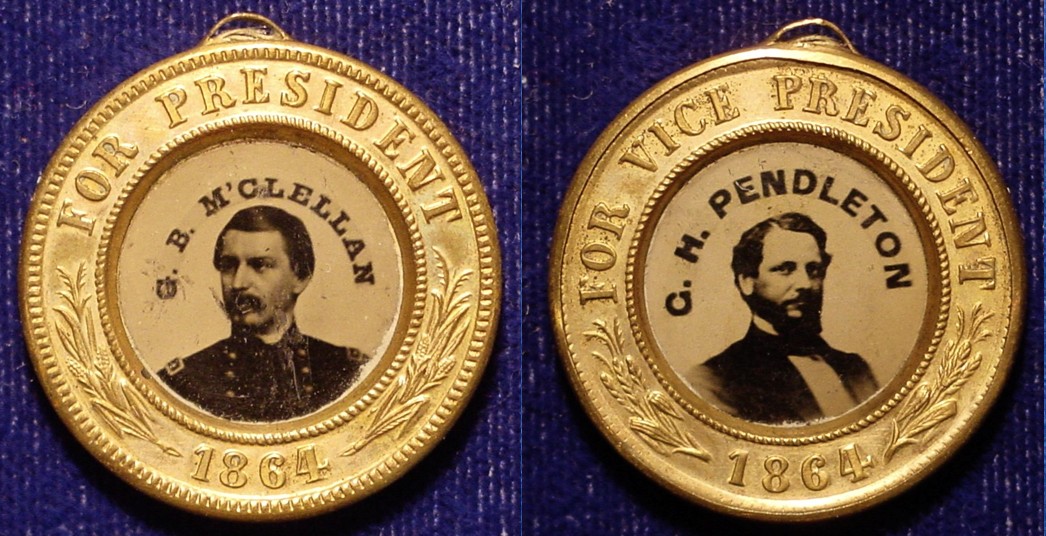 FOR PRESIDENT
G. B. M'CLELLAN
1864
FOR VICE PRESIDENT
G. H. PENDLETON
1864